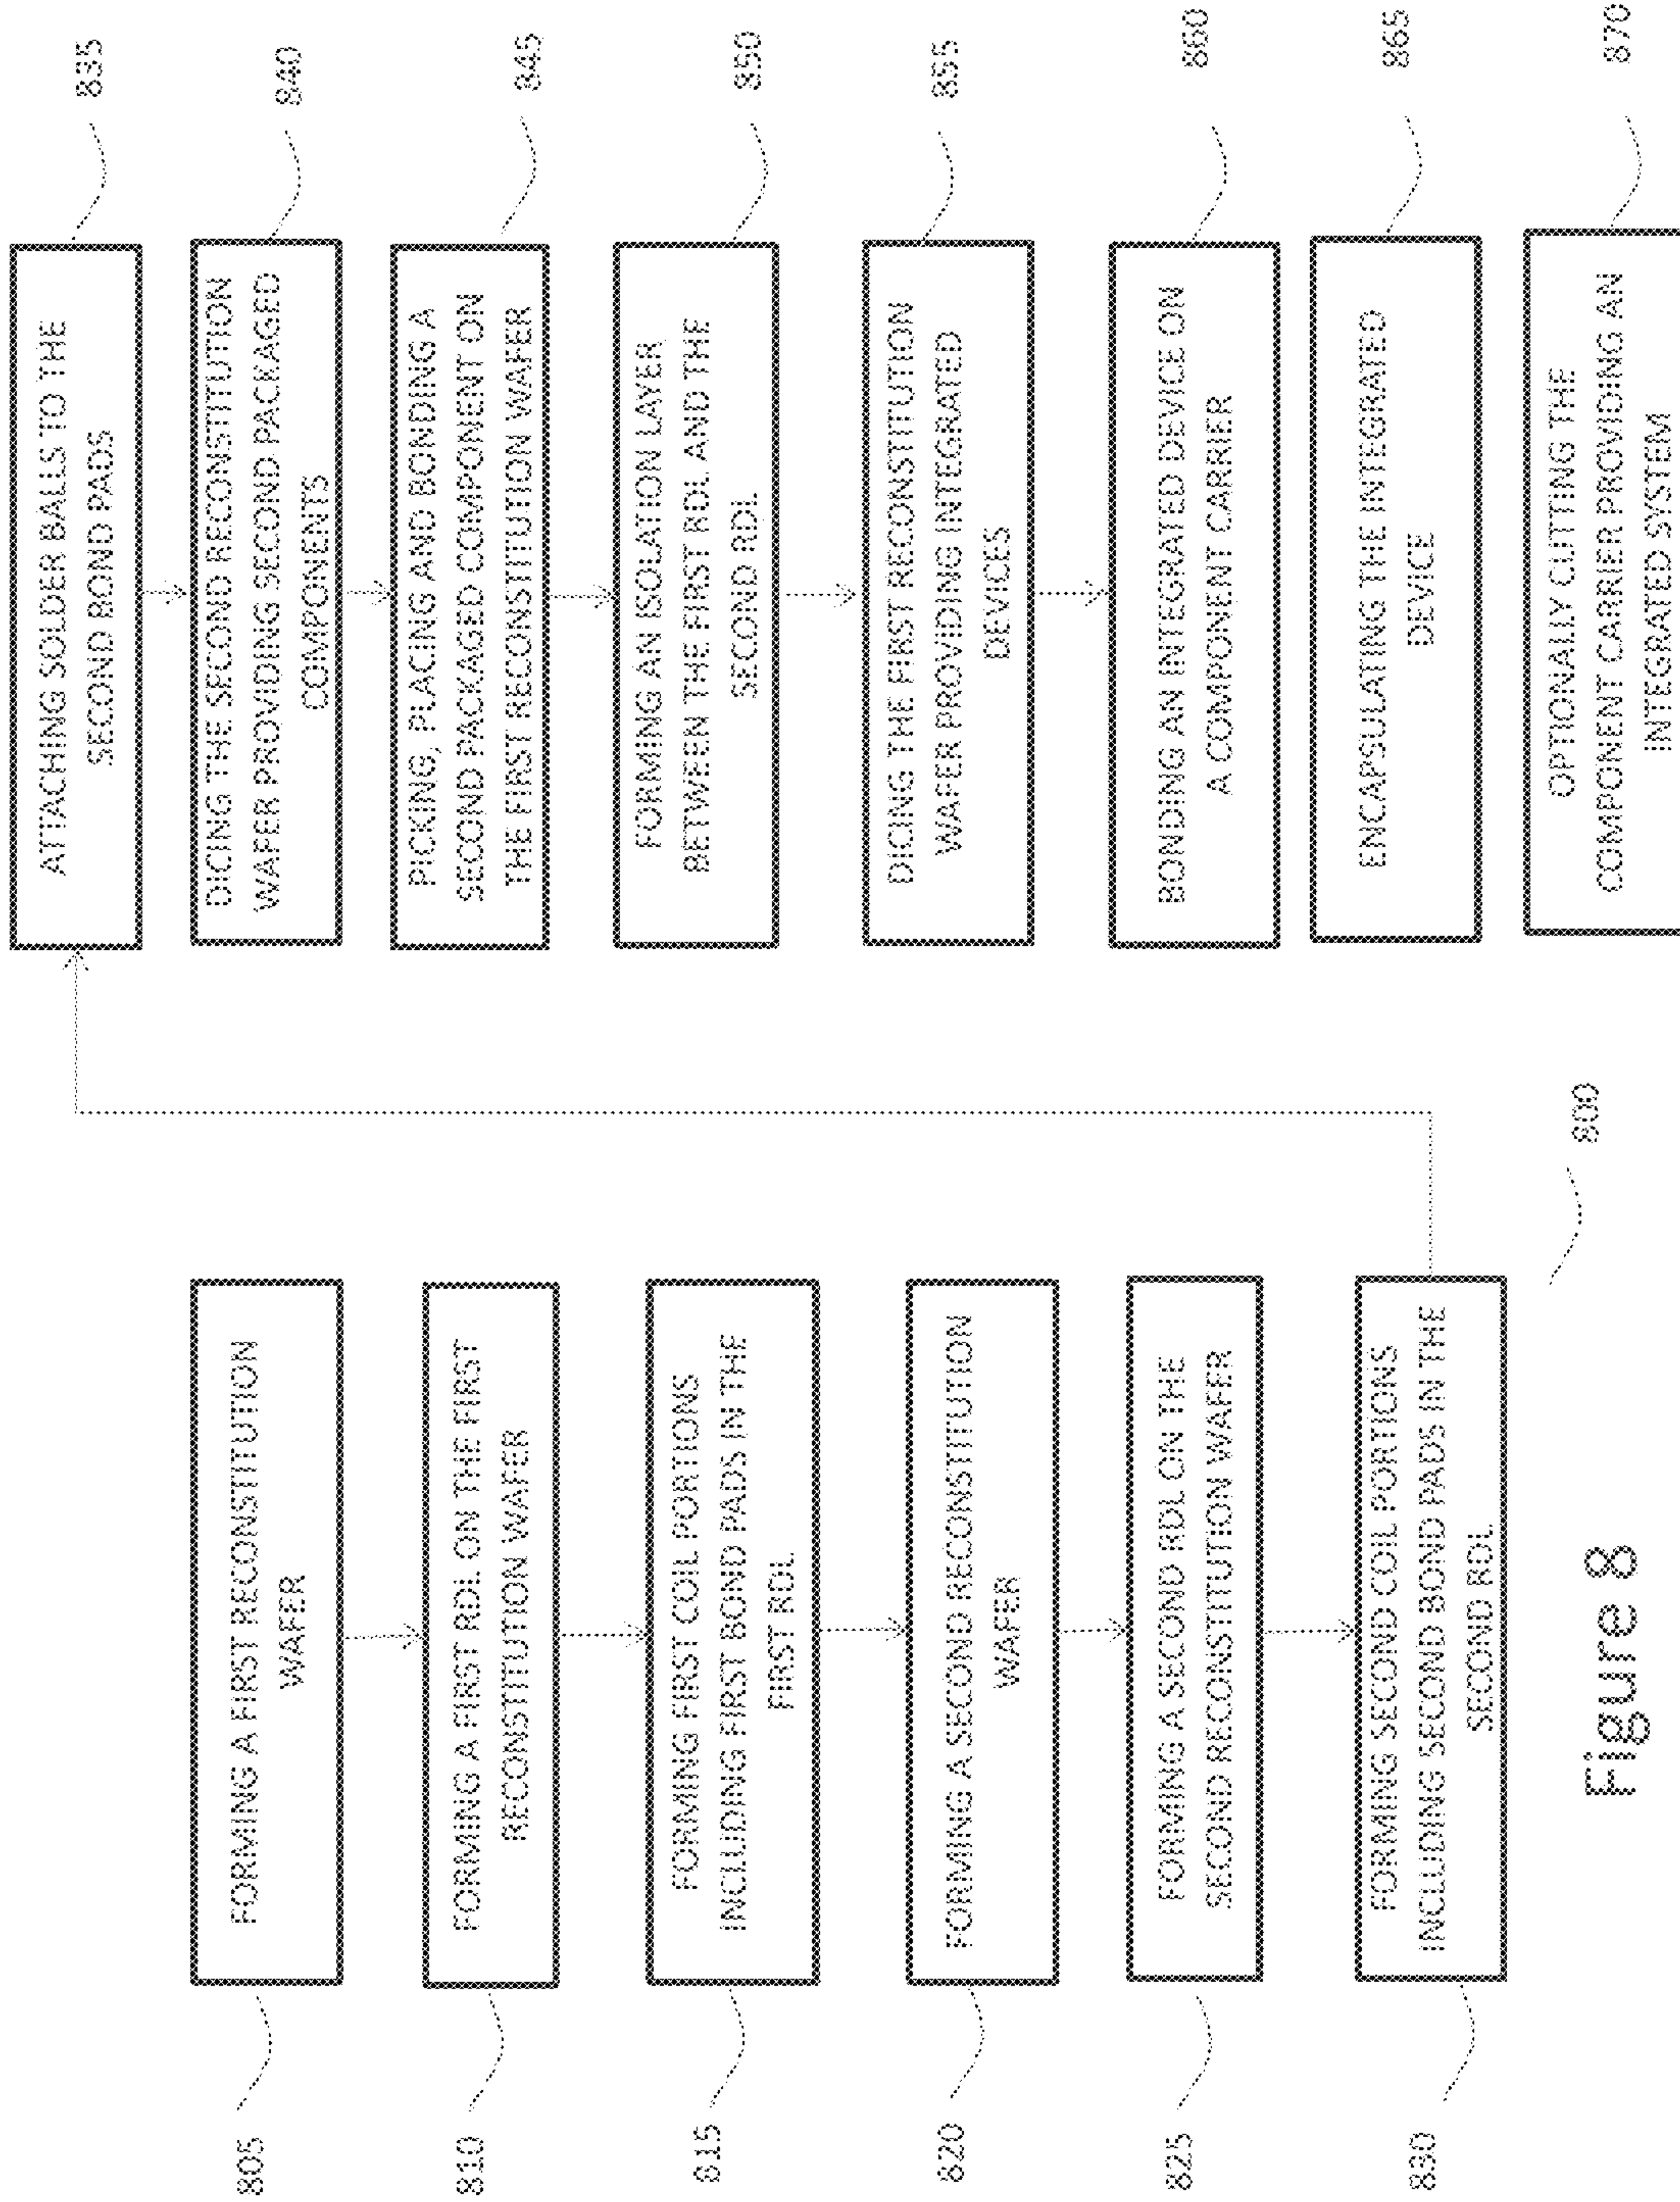 805
FORMING A FIRST RECONSTITUTION
WAFER
810
FORMING A FIRST RDL ON THE FIRST
RECONSTITUTION WAFER
815
FORMING FIRST COIL PORTIONS
INCLUDING FIRST BOND PADS IN THE
FIRST RDL
820
FORMING A SECOND RECONSTITUTION
WAFER
825
FORMING A SECOND RDL ON THE
SECOND RECONSTITUTION WAFER
830
FORMING SECOND COIL PORTIONS
INCLUDING SECOND BOND PADS IN THE
SECOND RDL
ATTACHING SOLDER BALLS TO THE
SECOND BOND PADS
835
DICING THE SECOND RECONSTITUTION
WAFER PROVIDING SECOND PACKAGED
COMPONENTS
840
PICKING, PLACING AND BONDING A
SECOND PACKAGED COMPONENT ON
THE FIRST RECONSTITUTION WAFER
845
FORMING AN ISOLATION LAYER
BETWEEN THE FIRST RDL AND THE
SECOND RDL
850
DICING THE FIRST RECONSTITUTION
WAFER PROVIDING INTEGRATED
DEVICES
855
BONDING AN INTEGRATED DEVICE ON
A COMPONENT CARRIER
860
ENCAPSULATING THE INTEGRATED
DEVICE
865
OPTIONALLY CUTTING THE
COMPONENT CARRIER PROVIDING AN
INTEGRATED SYSTEM
870
800
Figure 8